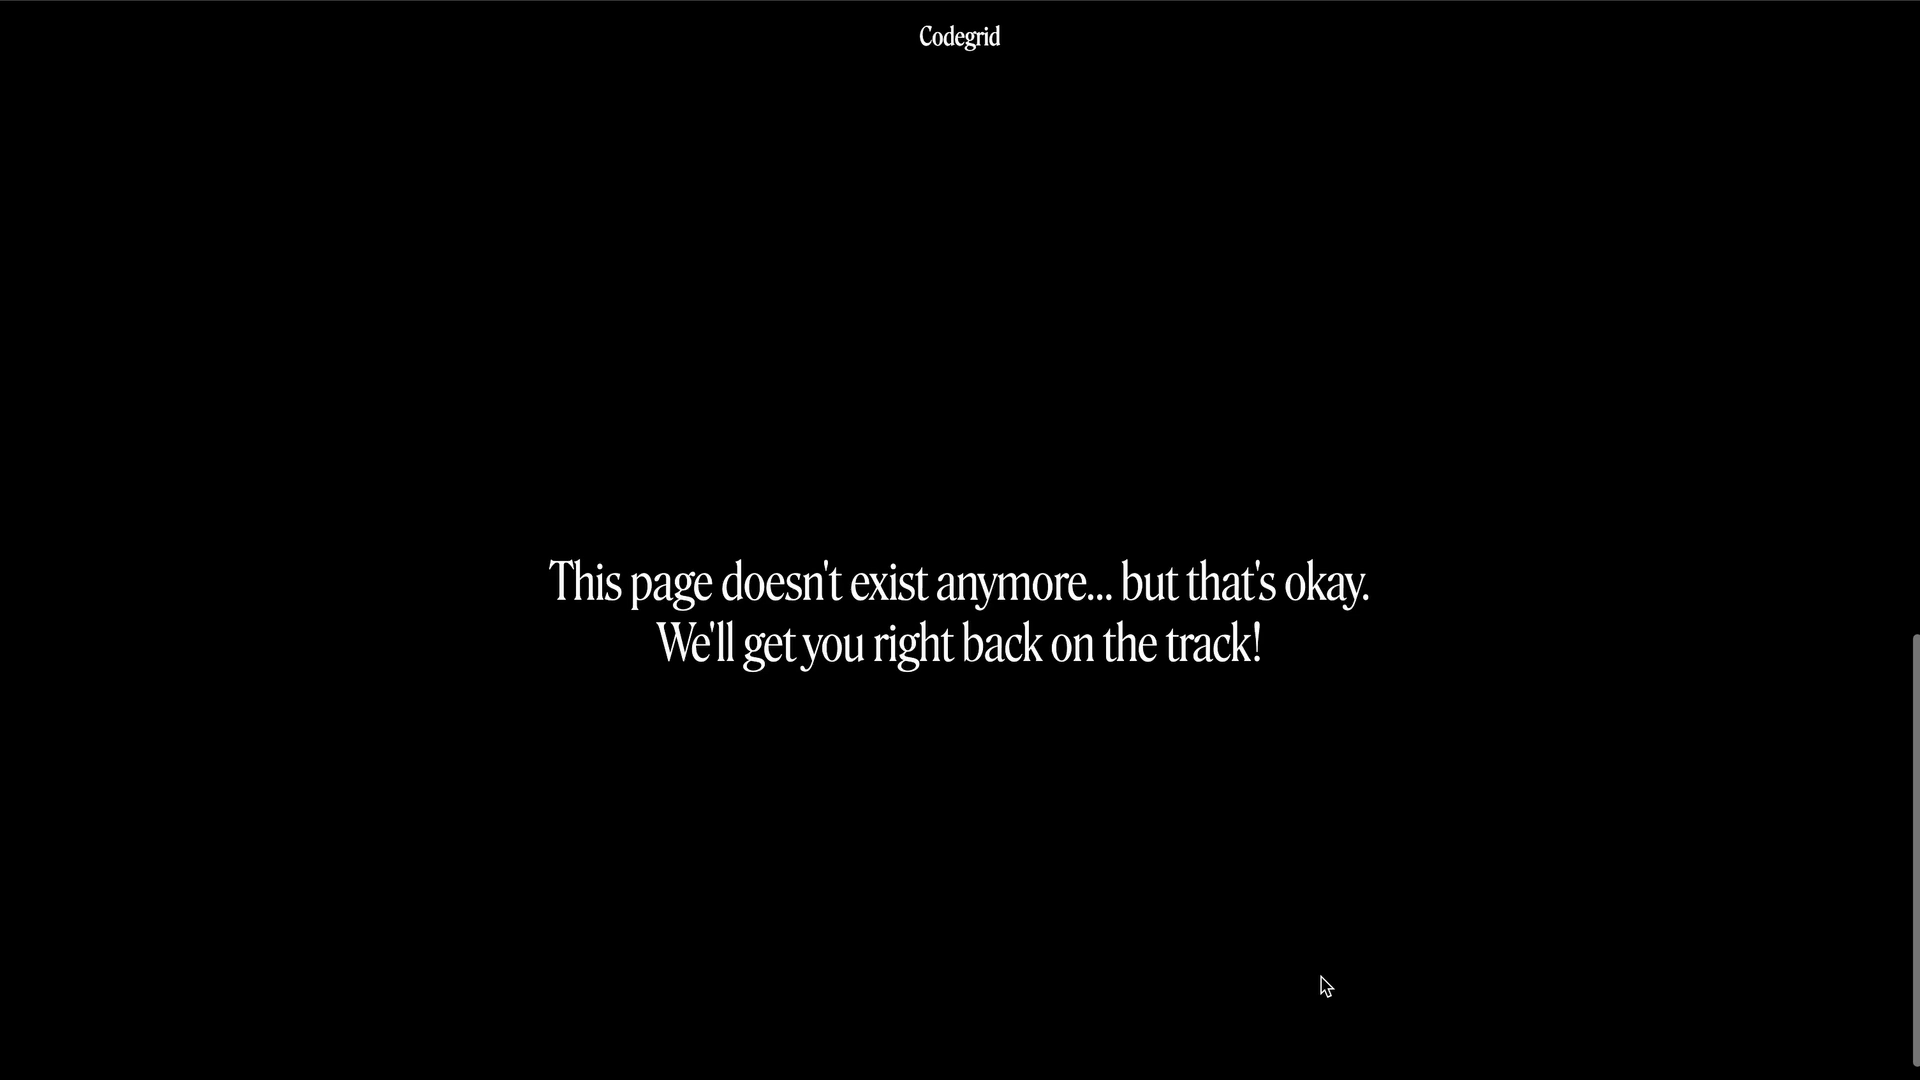 Codegrid
This page doesn't exist anymore... but that's okay.
We'll get you right back on the track!